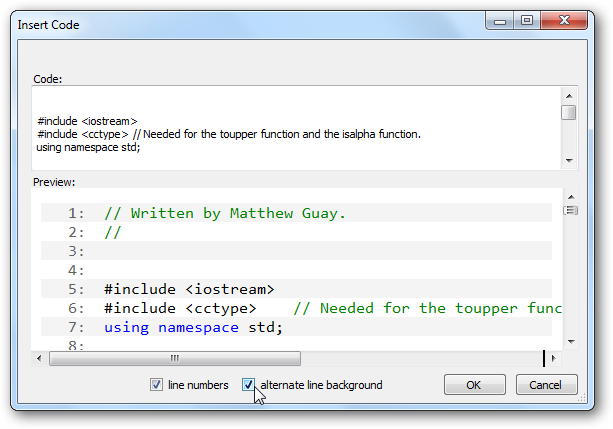 Insert Code
Code:
#include <iostream>
#include <cctype> // Needed for the toupper function and the isalpha function.
using namespace std;
Preview:
1: // Written by Matthew Guay.
2: //
3:
4:
5: #include <iostream>
6: #include <cctype> // Needed for the toupper func
7: using namespace std;
8:
line numbers alternate line background OK Cancel